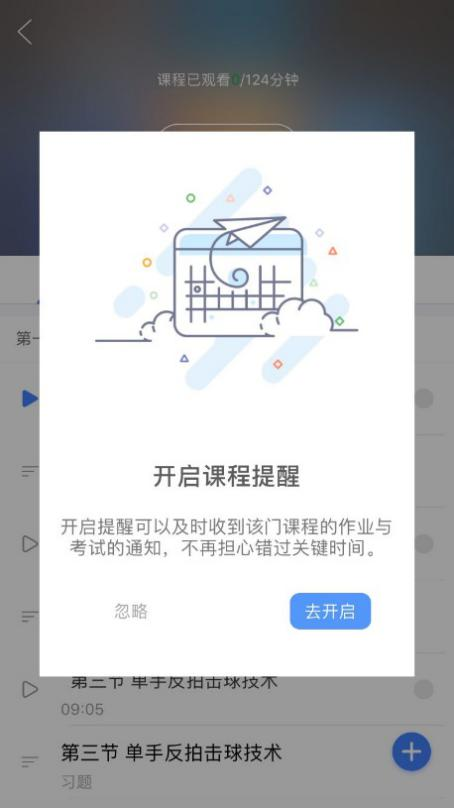 课程已观看0/124分钟
第一
开启课程提醒
开启提醒可以及时收到该门课程的作业与
考试的通知，不再担心错过关键时间。
忽略
去开启
第三节 单手反拍击球技术
09:05
第三节 单手反拍击球技术
习题